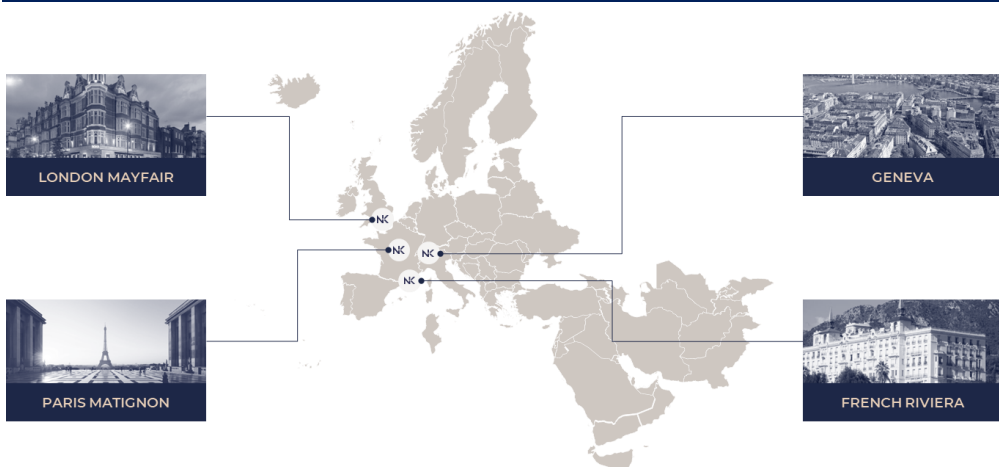 LONDON MAYFAIR
GENEVA
NK
NK
NK
NK
PARIS MATIGNON
FRENCH RIVIERA